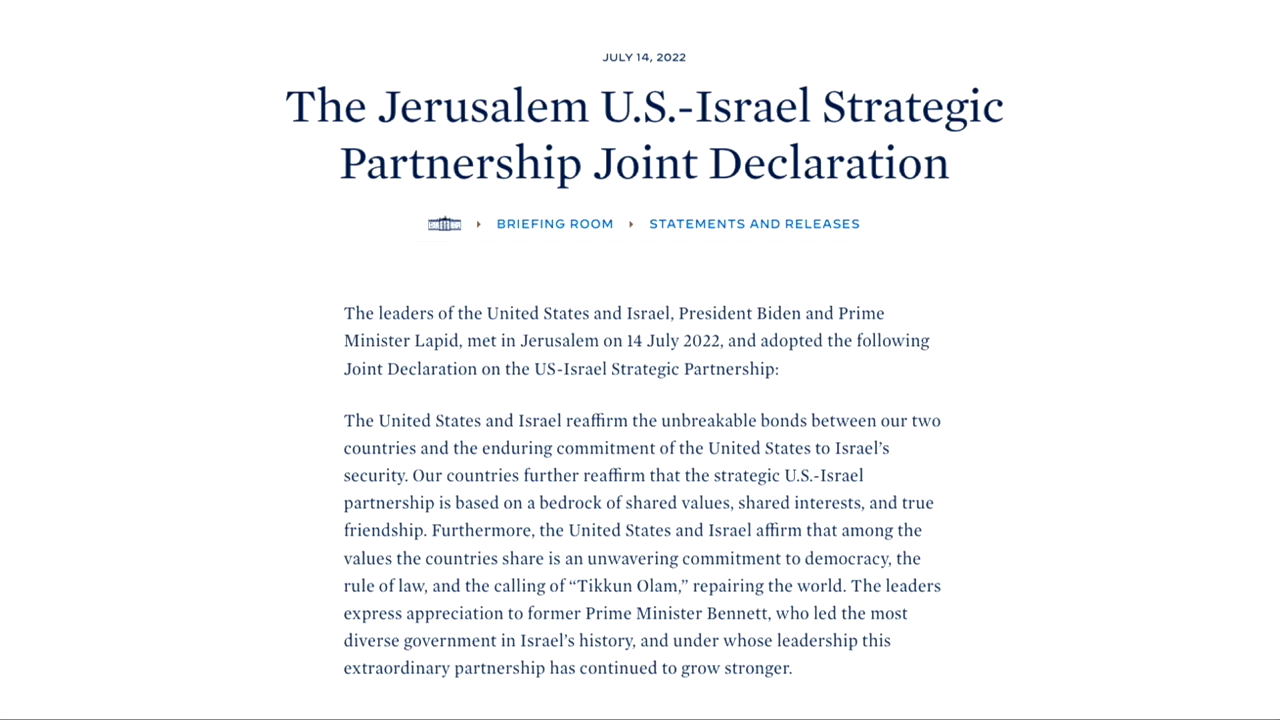 JULY 14, 2022
The Jerusalem U.S.-Israel Strategic
Partnership Joint Declaration
BRIEFING ROOM
STATEMENTS AND RELEASES
The leaders of the United States and Israel, President Biden and Prime
Minister Lapid, met in Jerusalem on 14 July 2022, and adopted the following
Joint Declaration on the US-Israel Strategic Partnership:
The United States and Israel reaffirm the unbreakable bonds between our two
countries and the enduring commitment of the United States to Israel’s
security. Our countries further reaffirm that the strategic U.S.-Israel
partnership is based on a bedrock of shared values, shared interests, and true
friendship. Furthermore, the United States and Israel affirm that among the
values the countries share is an unwavering commitment to democracy, the
rule of law, and the calling of “Tikkun Olam,” repairing the world. The leaders
express appreciation to former Prime Minister Bennett, who led the most
diverse government in Israel’s history, and under whose leadership this
extraordinary partnership has continued to grow stronger.